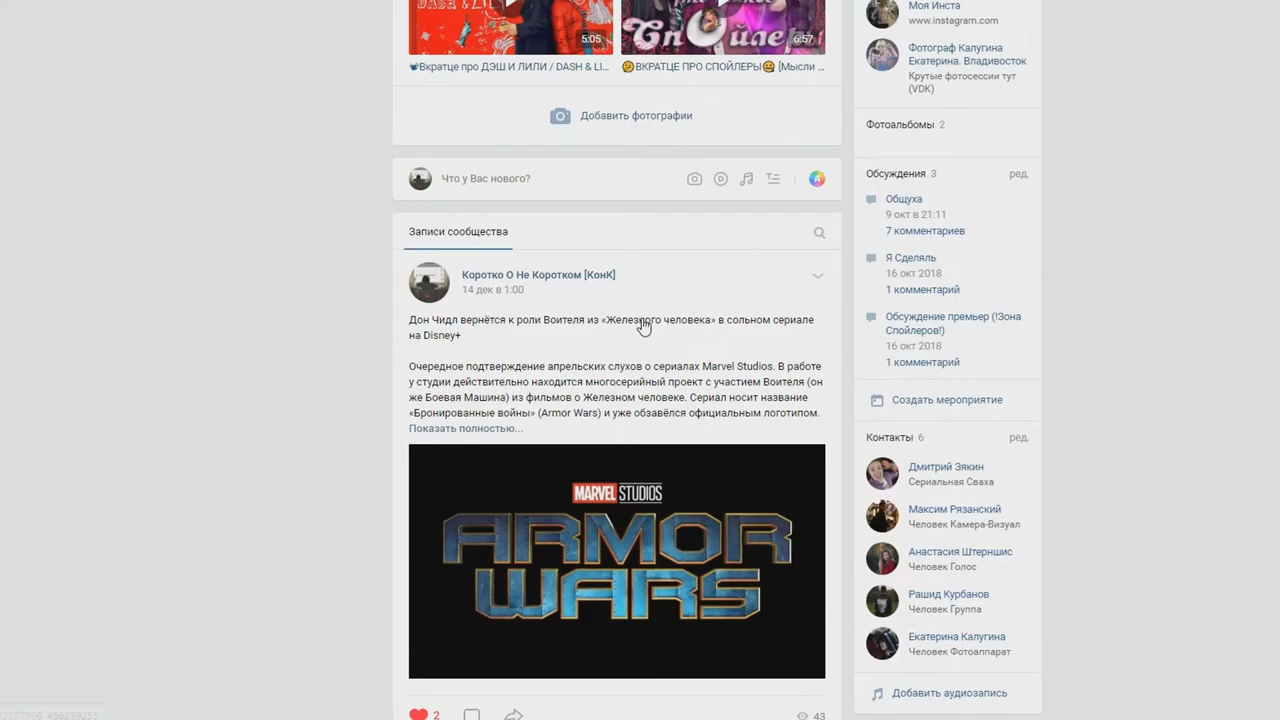 DASH & LILY
5:05
Спойлеры
6:57
📽Вкратце про ДЭШ И ЛИЛИ / DASH & LI...
🤔ВКРАТЦЕ ПРО СПОЙЛЕРЫ😄 [Мысли ...
Добавить фотографии
Что у Вас нового?
A
Записи сообщества
Коротко О Не Коротком [КонК]
14 дек в 1:00
Дон Чидл вернётся к роли Воителя из «Железного человека» в сольном сериале
на Disney+
Очередное подтверждение апрельских слухов о сериалах Marvel Studios. В работе
у студии действительно находится многосерийный проект с участием Воителя (он
же Боевая Машина) из фильмов о Железном человеке. Сериал носит название
«Бронированные войны» (Armor Wars) и уже обзавёлся официальным логотипом.
Показать полностью...
MARVEL STUDIOS
ARMOR
WARS
2
43
Моя Инста
www.instagram.com
Фотограф Калугина
Екатерина. Владивосток
Крутые фотосессии тут
(VDK)
Фотоальбомы 2
Обсуждения 3
ред.
Общуха
9 окт в 21:11
7 комментариев
Я Сделяль
16 окт 2018
1 комментарий
Обсуждение премьер (!Зона
Спойлеров!)
16 окт 2018
1 комментарий
Создать мероприятие
Контакты 6
ред.
Дмитрий Зякин
Сериальная Сваха
Максим Рязанский
Человек Камера-Визуал
Анастасия Штерншис
Человек Голос
Рашид Курбанов
Человек Группа
Екатерина Калугина
Человек Фотоаппарат
Добавить аудиозапись